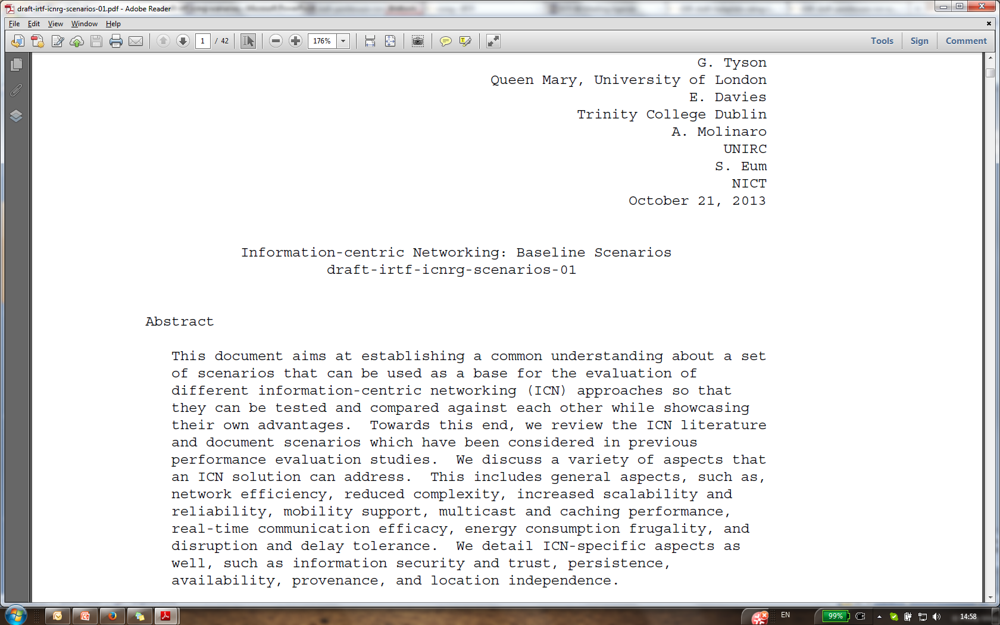 draft-irtf-icnrg-scenarios-01.pdf - Adobe Reader
File Edit View Window Help
1 / 42 176% Tools Sign Comment
G. Tyson
Queen Mary, University of London
E. Davies
Trinity College Dublin
A. Molinaro
UNIRC
S. Eum
NICT
October 21, 2013
Information-centric Networking: Baseline Scenarios
draft-irtf-icnrg-scenarios-01
Abstract
This document aims at establishing a common understanding about a set
of scenarios that can be used as a base for the evaluation of
different information-centric networking (ICN) approaches so that
they can be tested and compared against each other while showcasing
their own advantages.  Towards this end, we review the ICN literature
and document scenarios which have been considered in previous
performance evaluation studies.  We discuss a variety of aspects that
an ICN solution can address.  This includes general aspects, such as,
network efficiency, reduced complexity, increased scalability and
reliability, mobility support, multicast and caching performance,
real-time communication efficacy, energy consumption frugality, and
disruption and delay tolerance.  We detail ICN-specific aspects as
well, such as information security and trust, persistence,
availability, provenance, and location independence.
EN 99% 14:58